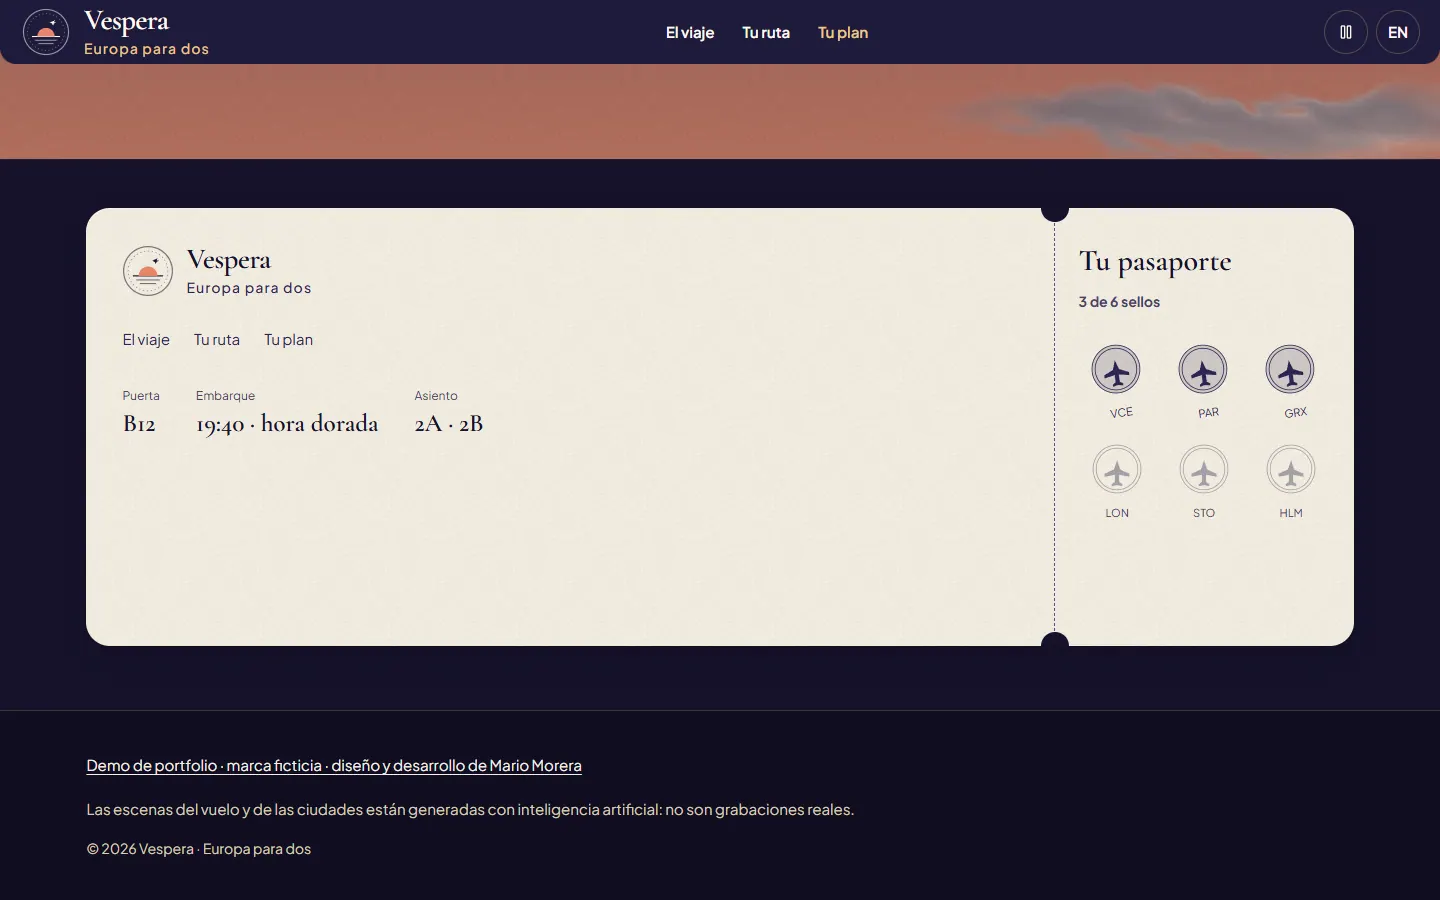 Vespera
Europa para dos
El viaje
Tu ruta
Tu plan
EN
Vespera
Europa para dos
El viaje
Tu ruta
Tu plan
Puerta
B12
Embarque
19:40 · hora dorada
Asiento
2A · 2B
Tu pasaporte
3 de 6 sellos
VCE
PAR
GRX
LON
STO
HLM
Demo de portfolio · marca ficticia · diseño y desarrollo de Mario Morera
Las escenas del vuelo y de las ciudades están generadas con inteligencia artificial: no son grabaciones reales.
© 2026 Vespera · Europa para dos